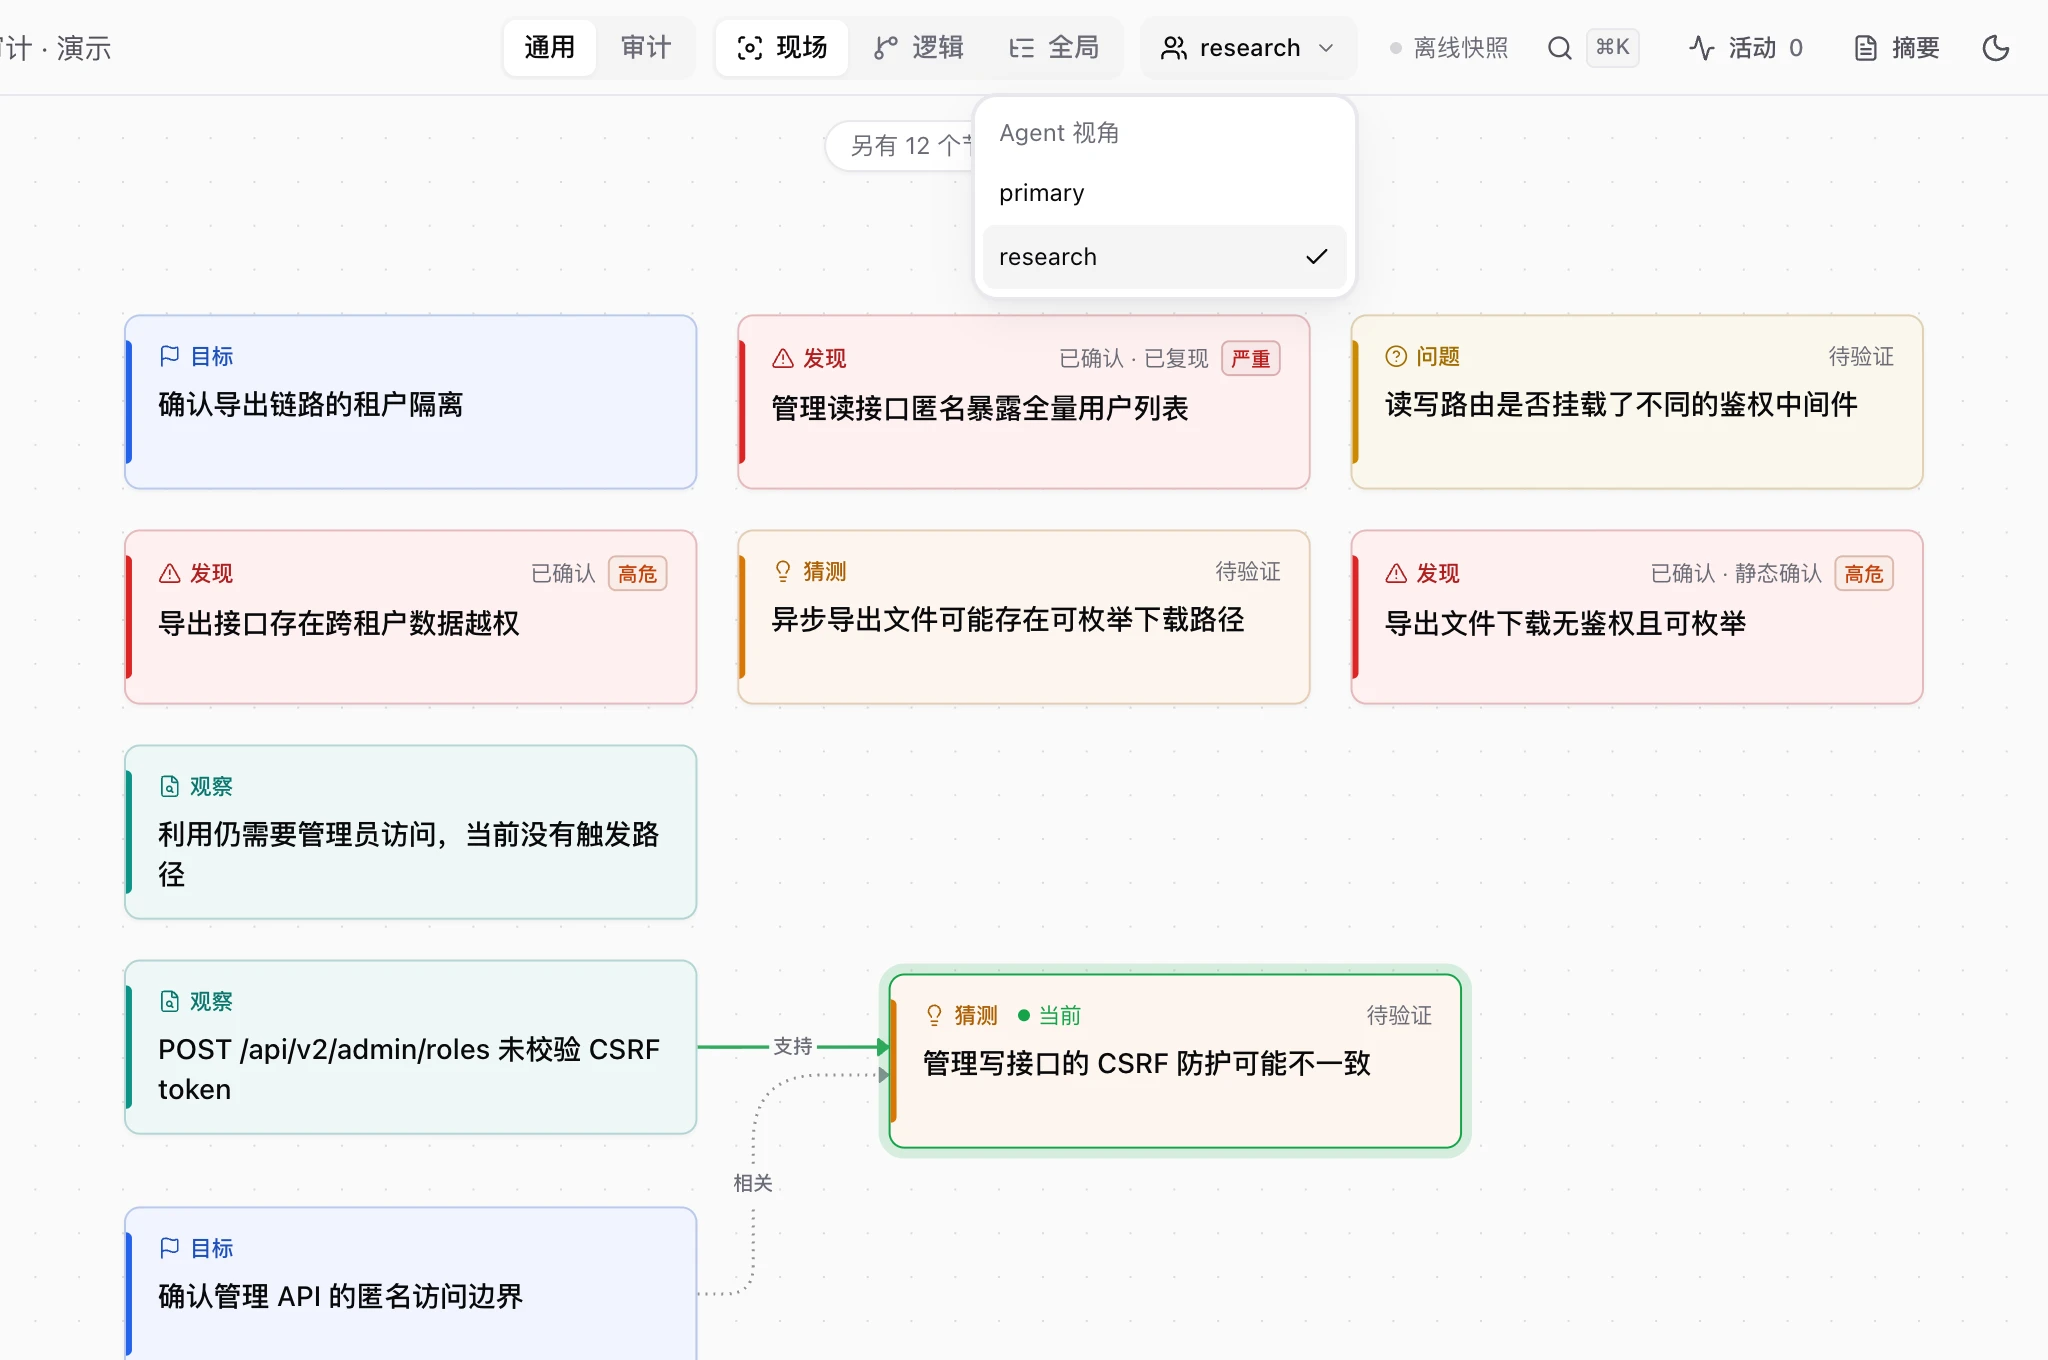 计 · 演示
通用
审计
现场
逻辑
全局
research
离线快照
⌘K
活动 0
摘要
另有 12 个
Agent 视角
primary
research
目标
确认导出链路的租户隔离
发现
已确认 · 已复现
严重
管理读接口匿名暴露全量用户列表
问题
待验证
读写路由是否挂载了不同的鉴权中间件
发现
已确认
高危
导出接口存在跨租户数据越权
猜测
待验证
异步导出文件可能存在可枚举下载路径
发现
已确认 · 静态确认
高危
导出文件下载无鉴权且可枚举
观察
利用仍需要管理员访问，当前没有触发路
径
观察
POST /api/v2/admin/roles 未校验 CSRF
token
支持
猜测
当前
待验证
管理写接口的 CSRF 防护可能不一致
相关
目标
确认管理 API 的匿名访问边界